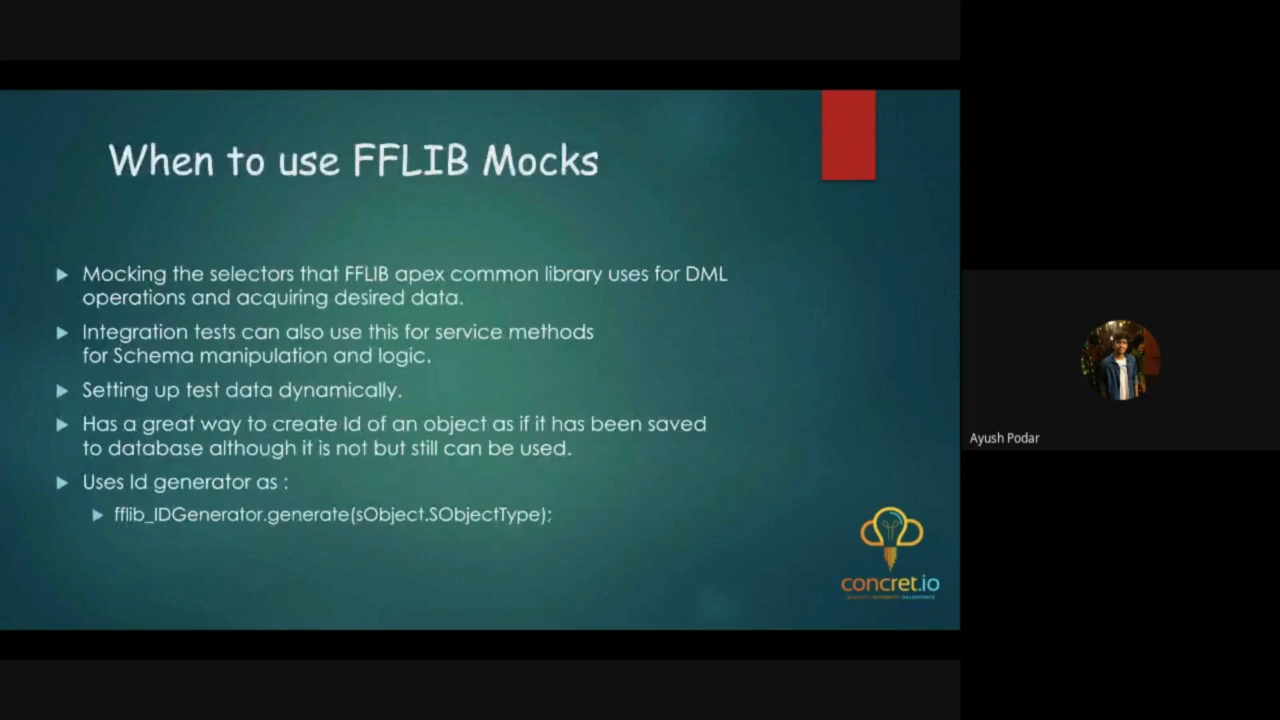 When to use FFLIB Mocks
Mocking the selectors that FFLIB apex common library uses for DML
operations and acquiring desired data.
Integration tests can also use this for service methods
for Schema manipulation and logic.
Setting up test data dynamically.
Has a great way to create Id of an object as if it has been saved
to database although it is not but still can be used.
Uses Id generator as :
fflib_IDGenerator.generate(sObject.SObjectType);
concret.io
Ayush Podar